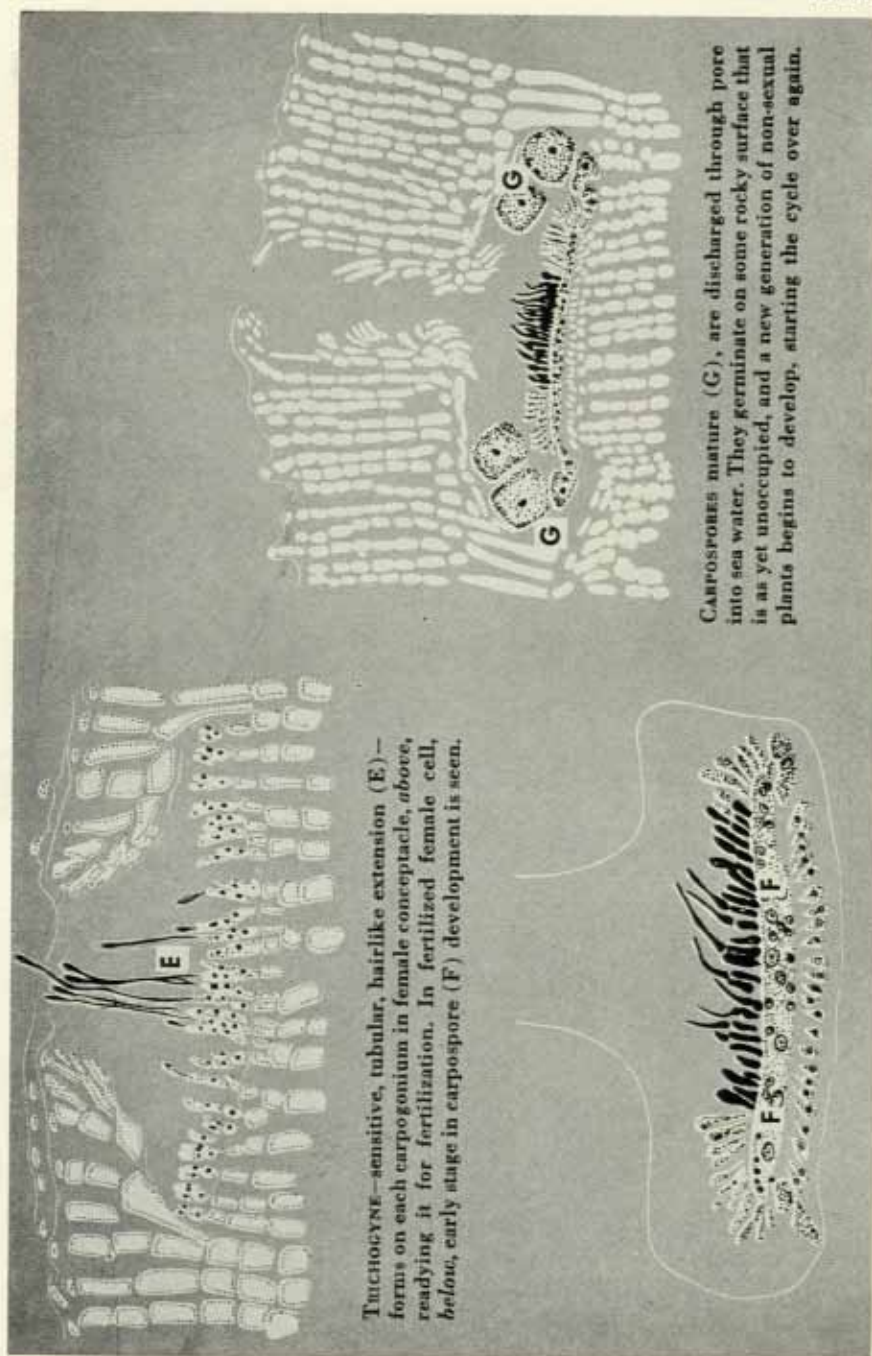 E
TRICHOGYNE—sensitive, tubular, hairlike extension (E)—
forms on each carpogonium in female conceptacle, above,
readying it for fertilization. In fertilized female cell,
below, early stage in carpospore (F) development is seen.
F
F
G
G
CARPOSPORES mature (G), are discharged through pore
into sea water. They germinate on some rocky surface that
is as yet unoccupied, and a new generation of non-sexual
plants begins to develop, starting the cycle over again.